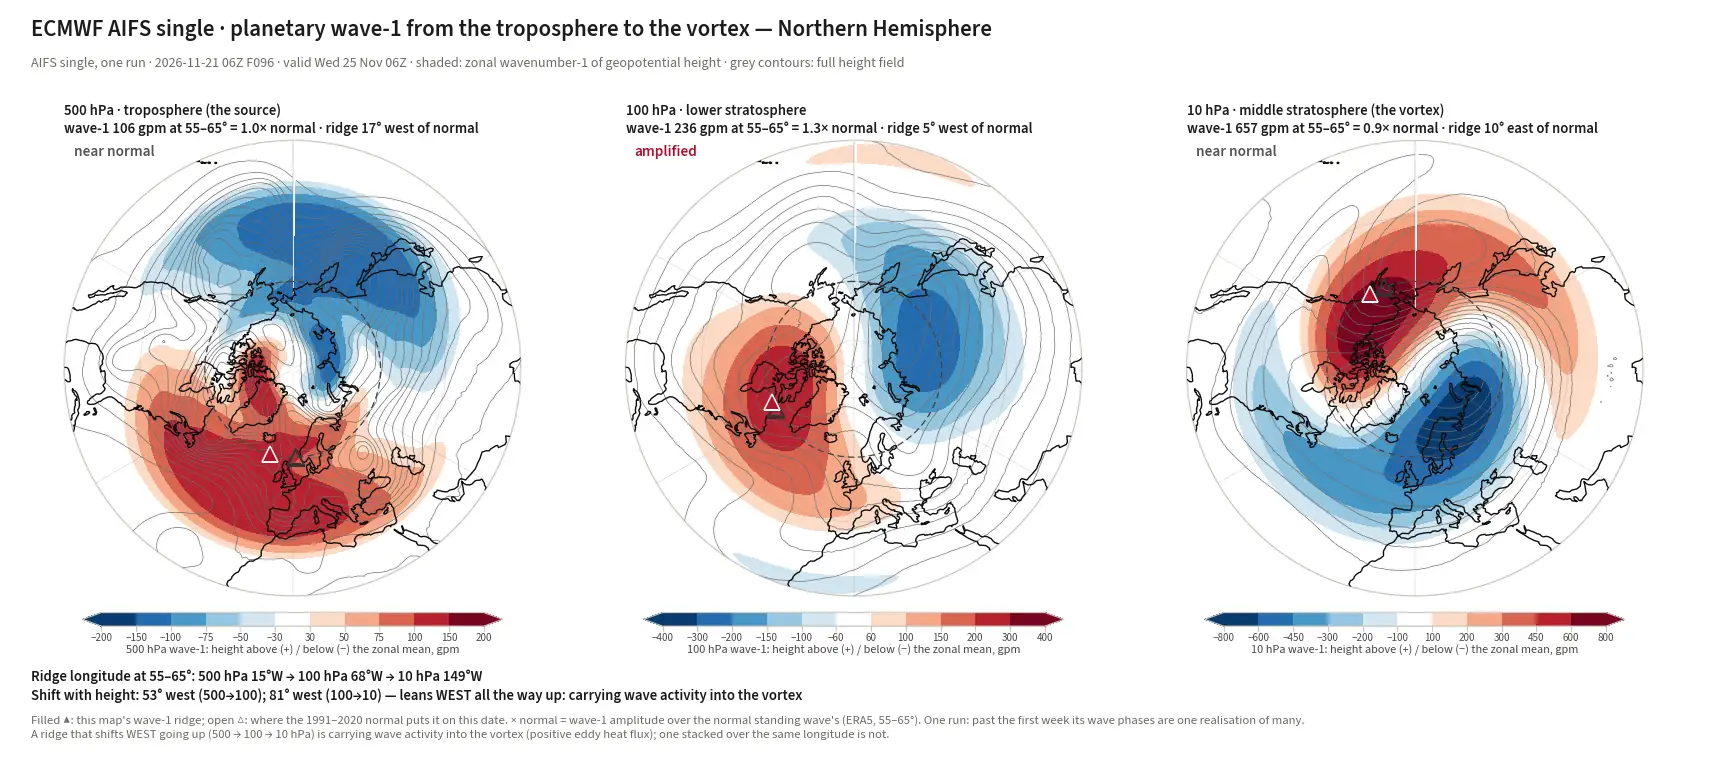 ECMWF AIFS single · planetary wave-1 from the troposphere to the vortex — Northern Hemisphere
AIFS single, one run · 2026-11-21 06Z F096 · valid Wed 25 Nov 06Z · shaded: zonal wavenumber-1 of geopotential height · grey contours: full height field
500 hPa · troposphere (the source)
wave-1 106 gpm at 55–65° = 1.0× normal · ridge 17° west of normal
near normal
100 hPa · lower stratosphere
wave-1 236 gpm at 55–65° = 1.3× normal · ridge 5° west of normal
amplified
10 hPa · middle stratosphere (the vortex)
wave-1 657 gpm at 55–65° = 0.9× normal · ridge 10° east of normal
near normal
−200 −150 −100 −75 −50 −30 30 50 75 100 150 200
500 hPa wave-1: height above (+) / below (−) the zonal mean, gpm
−400 −300 −200 −150 −100 −60 60 100 150 200 300 400
100 hPa wave-1: height above (+) / below (−) the zonal mean, gpm
−800 −600 −450 −300 −200 −100 100 200 300 450 600 800
10 hPa wave-1: height above (+) / below (−) the zonal mean, gpm
Ridge longitude at 55–65°: 500 hPa 15°W → 100 hPa 68°W → 10 hPa 149°W
Shift with height: 53° west (500→100); 81° west (100→10) — leans WEST all the way up: carrying wave activity into the vortex
Filled ▲: this map's wave-1 ridge; open △: where the 1991–2020 normal puts it on this date. × normal = wave-1 amplitude over the normal standing wave's (ERA5, 55–65°). One run: past the first week its wave phases are one realisation of many.
A ridge that shifts WEST going up (500 → 100 → 10 hPa) is carrying wave activity into the vortex (positive eddy heat flux); one stacked over the same longitude is not.